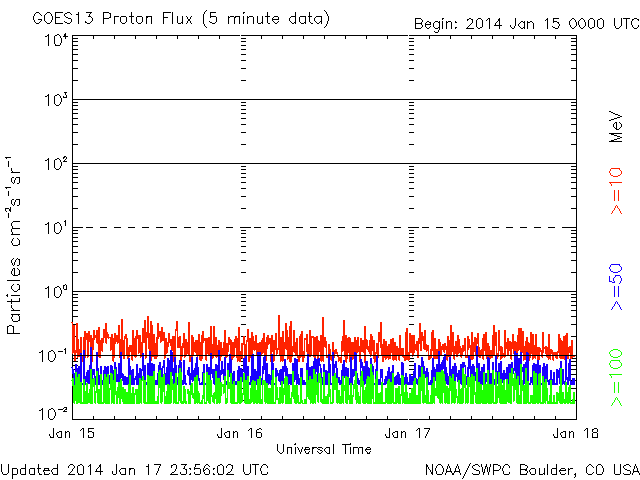 GOES13 Proton Flux (5 minute data)
Begin: 2014 Jan 15 0000 UTC
10⁴
10³
10²
10¹
10⁰
10⁻¹
10⁻²
Particles cm⁻²s⁻¹sr⁻¹
>=10
>=50
>=100
MeV
Jan 15
Jan 16
Jan 17
Jan 18
Universal Time
Updated 2014 Jan 17 23:56:02 UTC
NOAA/SWPC Boulder, CO USA